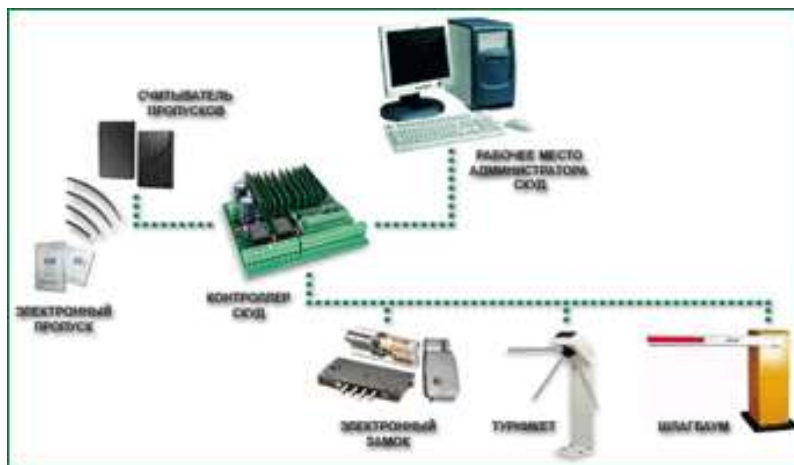 СЧИТЫВАТЕЛЬ
ПРОПУСКОВ
РАБОЧЕЕ МЕСТО
АДМИНИСТРАТОРА
СКУД
ЭЛЕКТРОННЫЙ
ПРОПУСК
КОНТРОЛЛЕР
СКУД
ЭЛЕКТРОННЫЙ
ЗАМОК
ТУРНИКЕТ
ШЛАГБАУМ